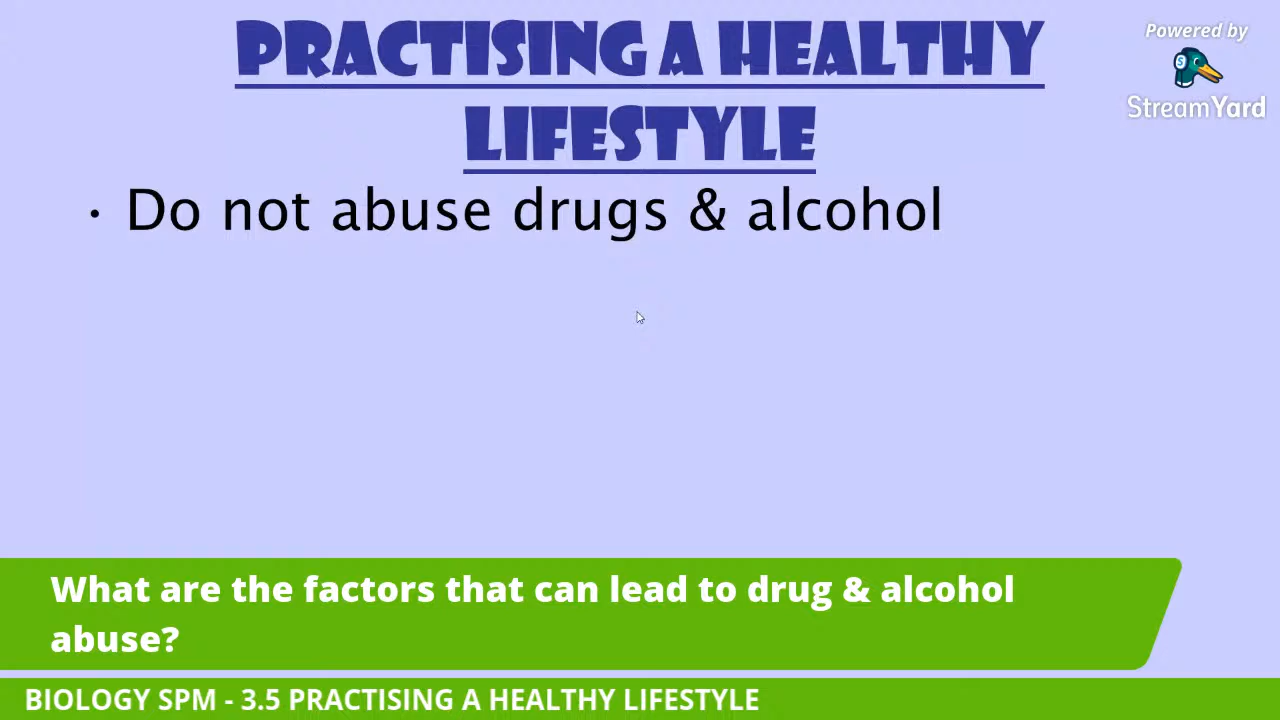 PRACTISING A HEALTHY
LIFESTYLE
Powered by
StreamYard
• Do not abuse drugs & alcohol
What are the factors that can lead to drug & alcohol
abuse?
BIOLOGY SPM - 3.5 PRACTISING A HEALTHY LIFESTYLE